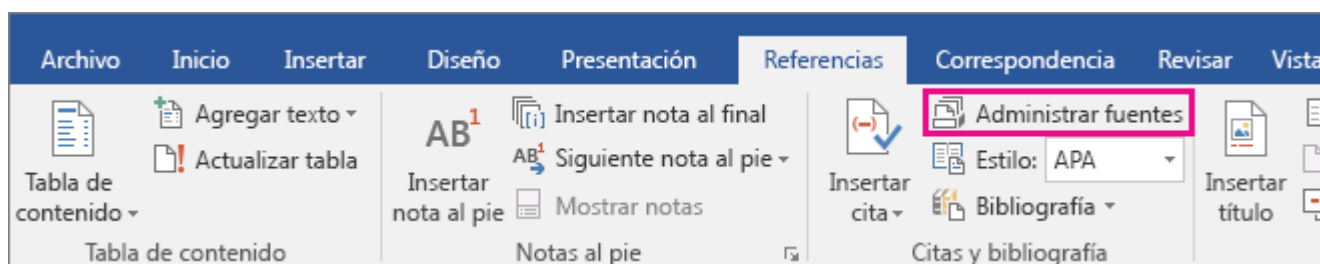 Archivo Inicio Insertar Diseño Presentación Referencias Correspondencia Revisar Vista
Tabla de
contenido
Agregar texto
Actualizar tabla
Tabla de contenido
AB1
Insertar
nota al pie
[i] Insertar nota al final
AB1 Siguiente nota al pie
Mostrar notas
Notas al pie
(-)
Insertar
cita
Administrar fuentes
Estilo: APA
Bibliografía
Citas y bibliografía
Insertar
título